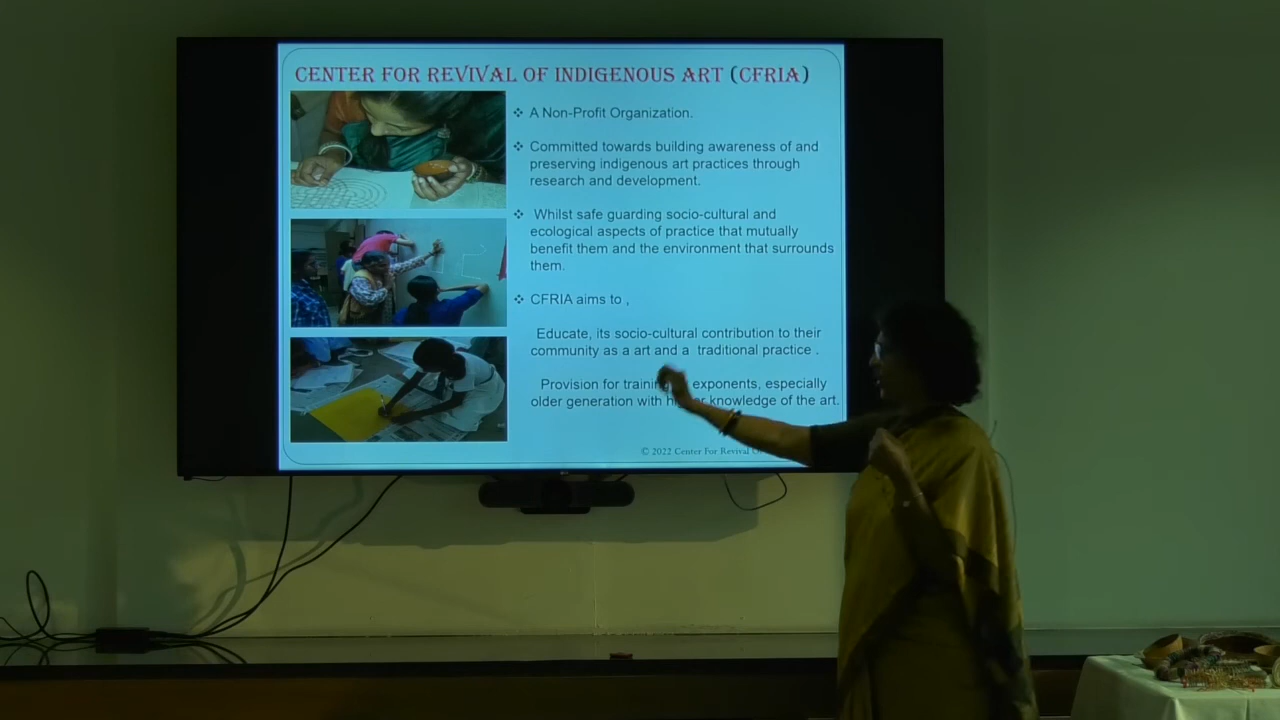 CENTER FOR REVIVAL OF INDIGENOUS ART (CFRIA)
❖ A Non-Profit Organization.
❖ Committed towards building awareness of and
preserving indigenous art practices through
research and development.
❖ Whilst safe guarding socio-cultural and
ecological aspects of practice that mutually
benefit them and the environment that surrounds
them.
❖ CFRIA aims to ,
Educate, its socio-cultural contribution to their
community as a art and a traditional practice .
Provision for exponents, especially
older generation with knowledge of the art.
© 2022 Center For Revival